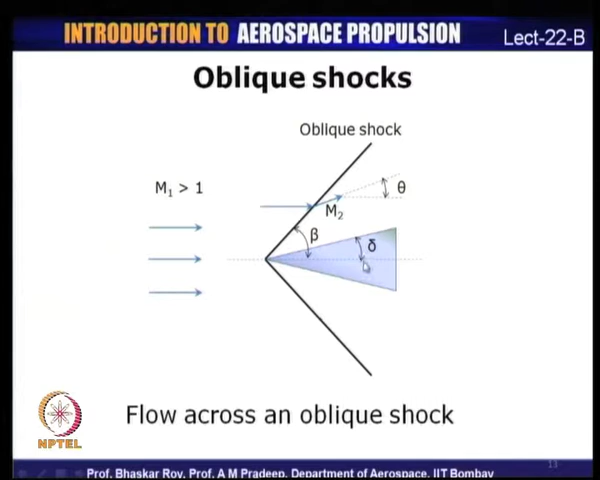 INTRODUCTION TO AEROSPACE PROPULSION
Lect-22-B
Oblique shocks
Oblique shock
M₁ > 1
θ
M₂
β
δ
Flow across an oblique shock
NPTEL
13
Prof. Bhaskar Roy, Prof. A M Pradeep, Department of Aerospace, IIT Bombay